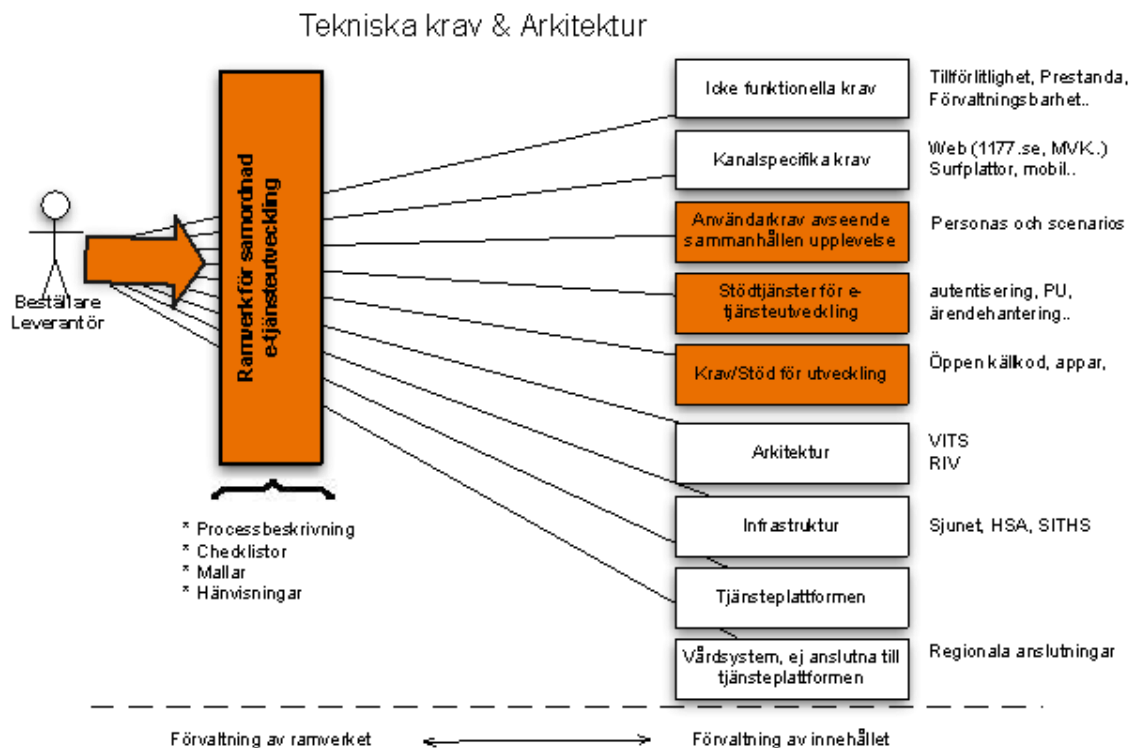 Tekniska krav & Arkitektur
Beställare
Leverantör
Ramverk för samordnad
e-tjänsteutveckling
* Processbeskrivning
* Checklistor
* Mallar
* Hänvisningar
Icke funktionella krav
Tillförlitlighet, Prestanda,
Förvaltningsbarhet..
Kanalspecifika krav
Web (1177.se, MVK..)
Surfplattor, mobil..
Användarkrav avseende
sammanhållen upplevelse
Personas och scenarios
Stödtjänster för e-
tjänsteutveckling
autentisering, PU,
ärendehantering..
Krav/Stöd för utveckling
Öppen källkod, appar,
Arkitektur
VITS
RIV
Infrastruktur
Sjunet, HSA, SITHS
Tjänsteplattformen
Vårdsystem, ej anslutna till
tjänsteplattformen
Regionala anslutningar
Förvaltning av ramverket
Förvaltning av innehållet